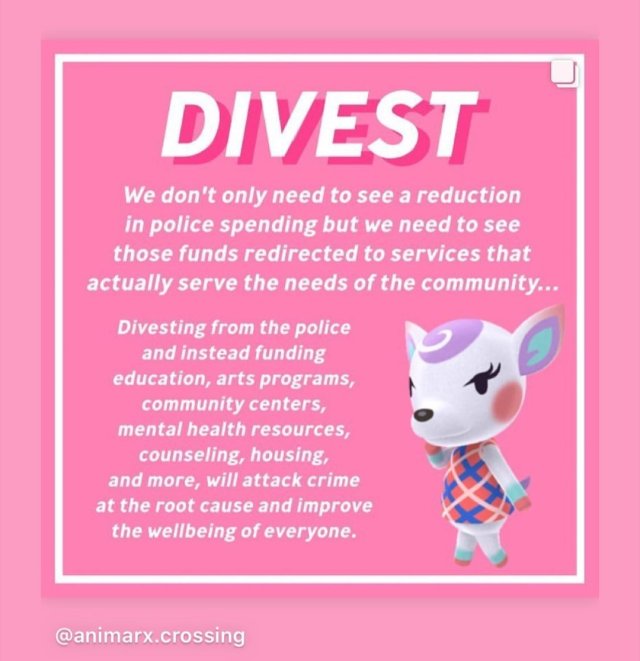 DIVEST
We don't only need to see a reduction
in police spending but we need to see
those funds redirected to services that
actually serve the needs of the community...
Divesting from the police
and instead funding
education, arts programs,
community centers,
mental health resources,
counseling, housing,
and more, will attack crime
at the root cause and improve
the wellbeing of everyone.
@animarx.crossing